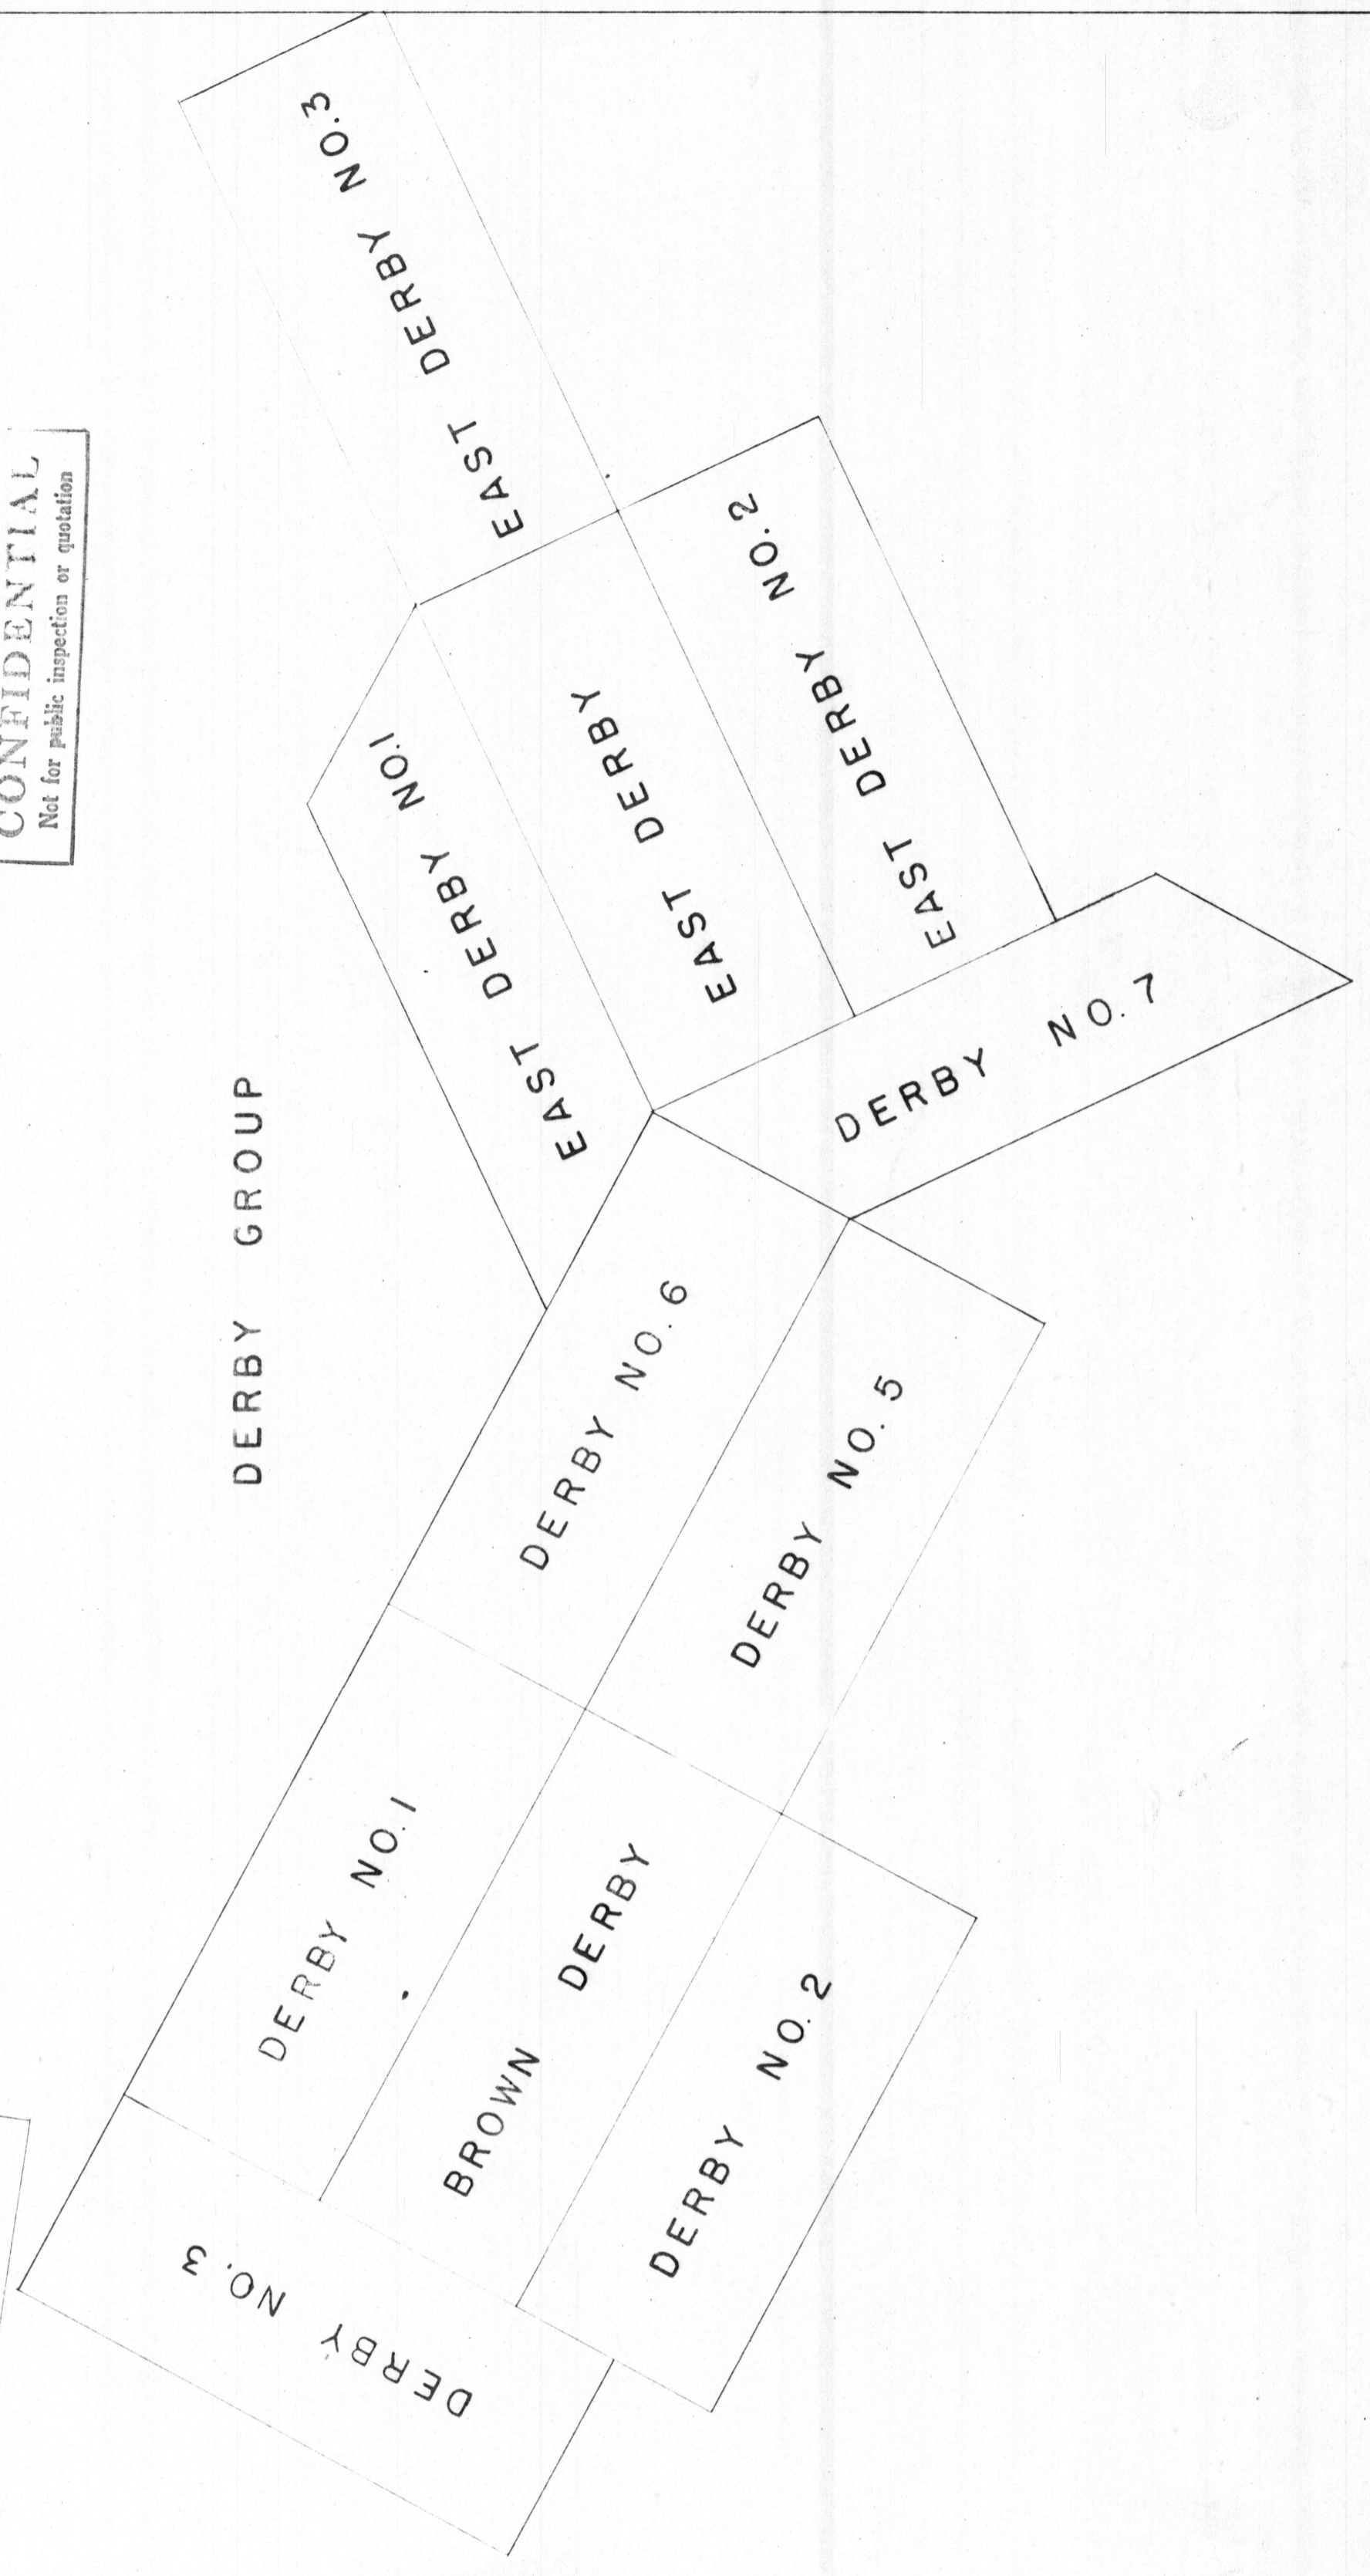 CONFIDENTIAL
Not for public inspection or quotation
DERBY GROUP
EAST DERBY NO.3
EAST DERBY NO.1
EAST DERBY
EAST DERBY NO.2
DERBY NO. 7
DERBY NO. 6
DERBY NO. 5
DERBY NO. 1
BROWN DERBY
DERBY NO. 2
DERBY NO. 3